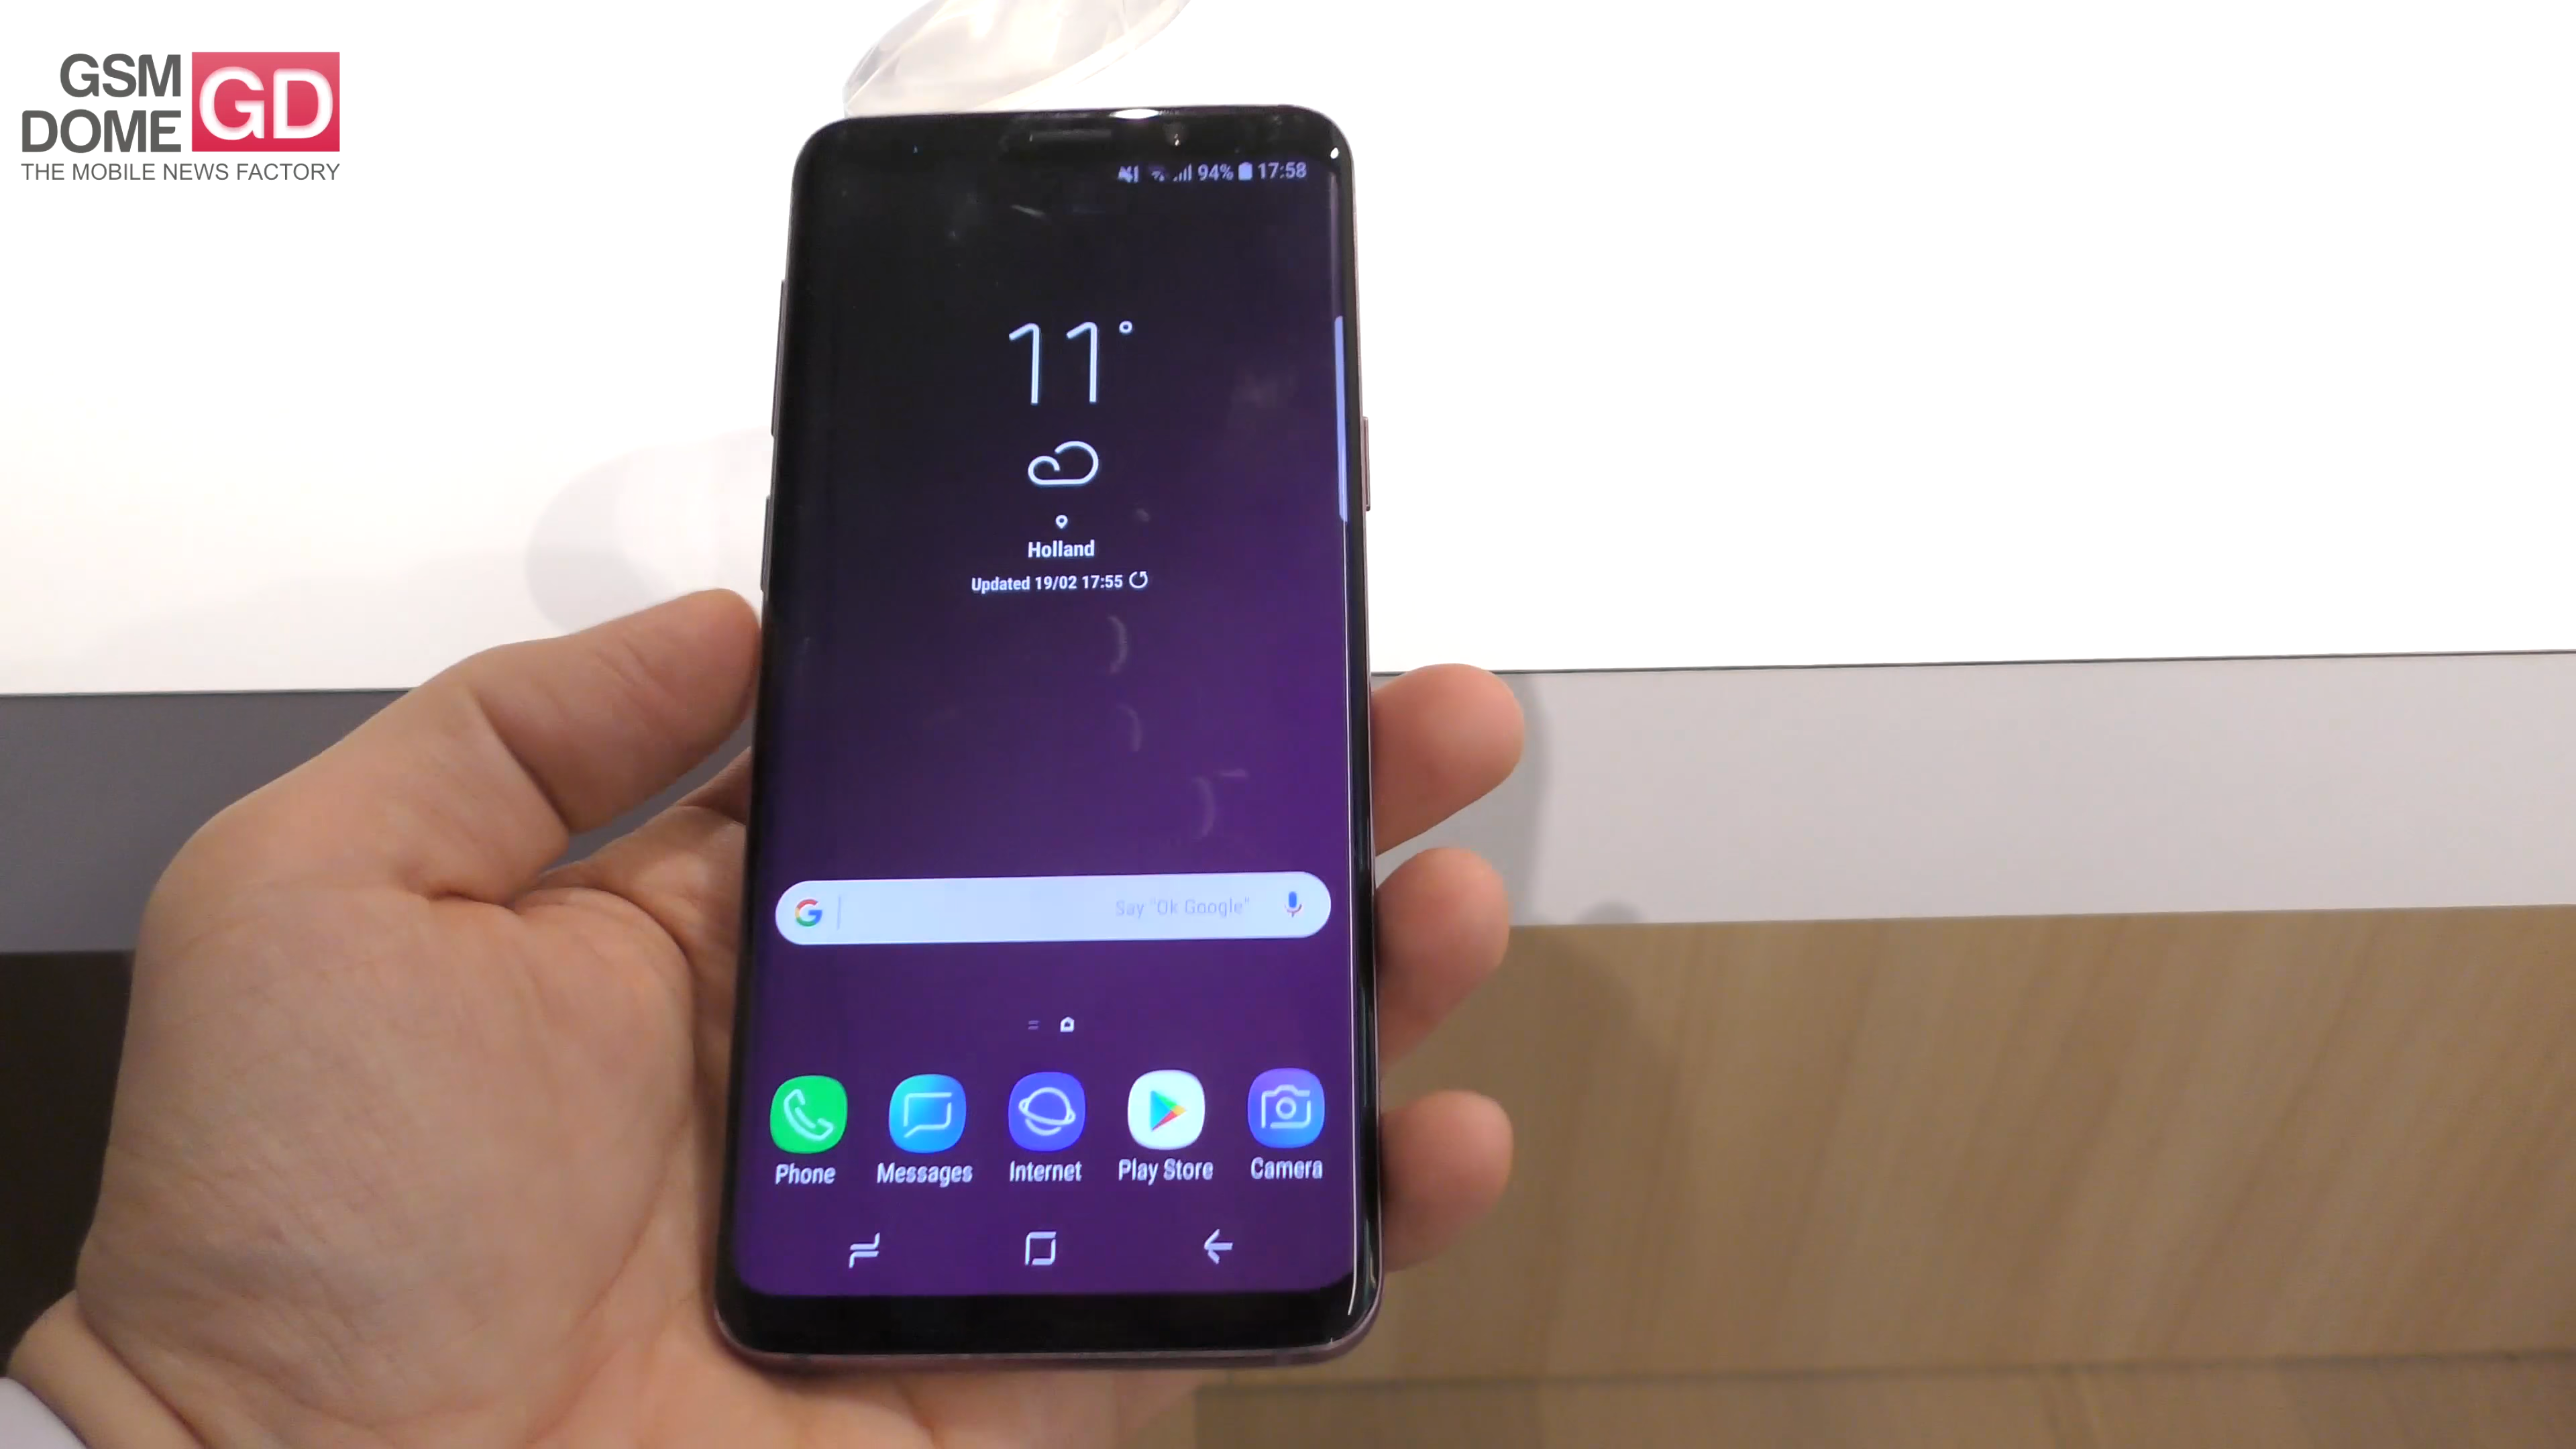 GSM
DOME
GD
THE MOBILE NEWS FACTORY
94% 17:58
11°
Holland
Updated 19/02 17:55
G
Say "Ok Google"
Phone Messages Internet Play Store Camera